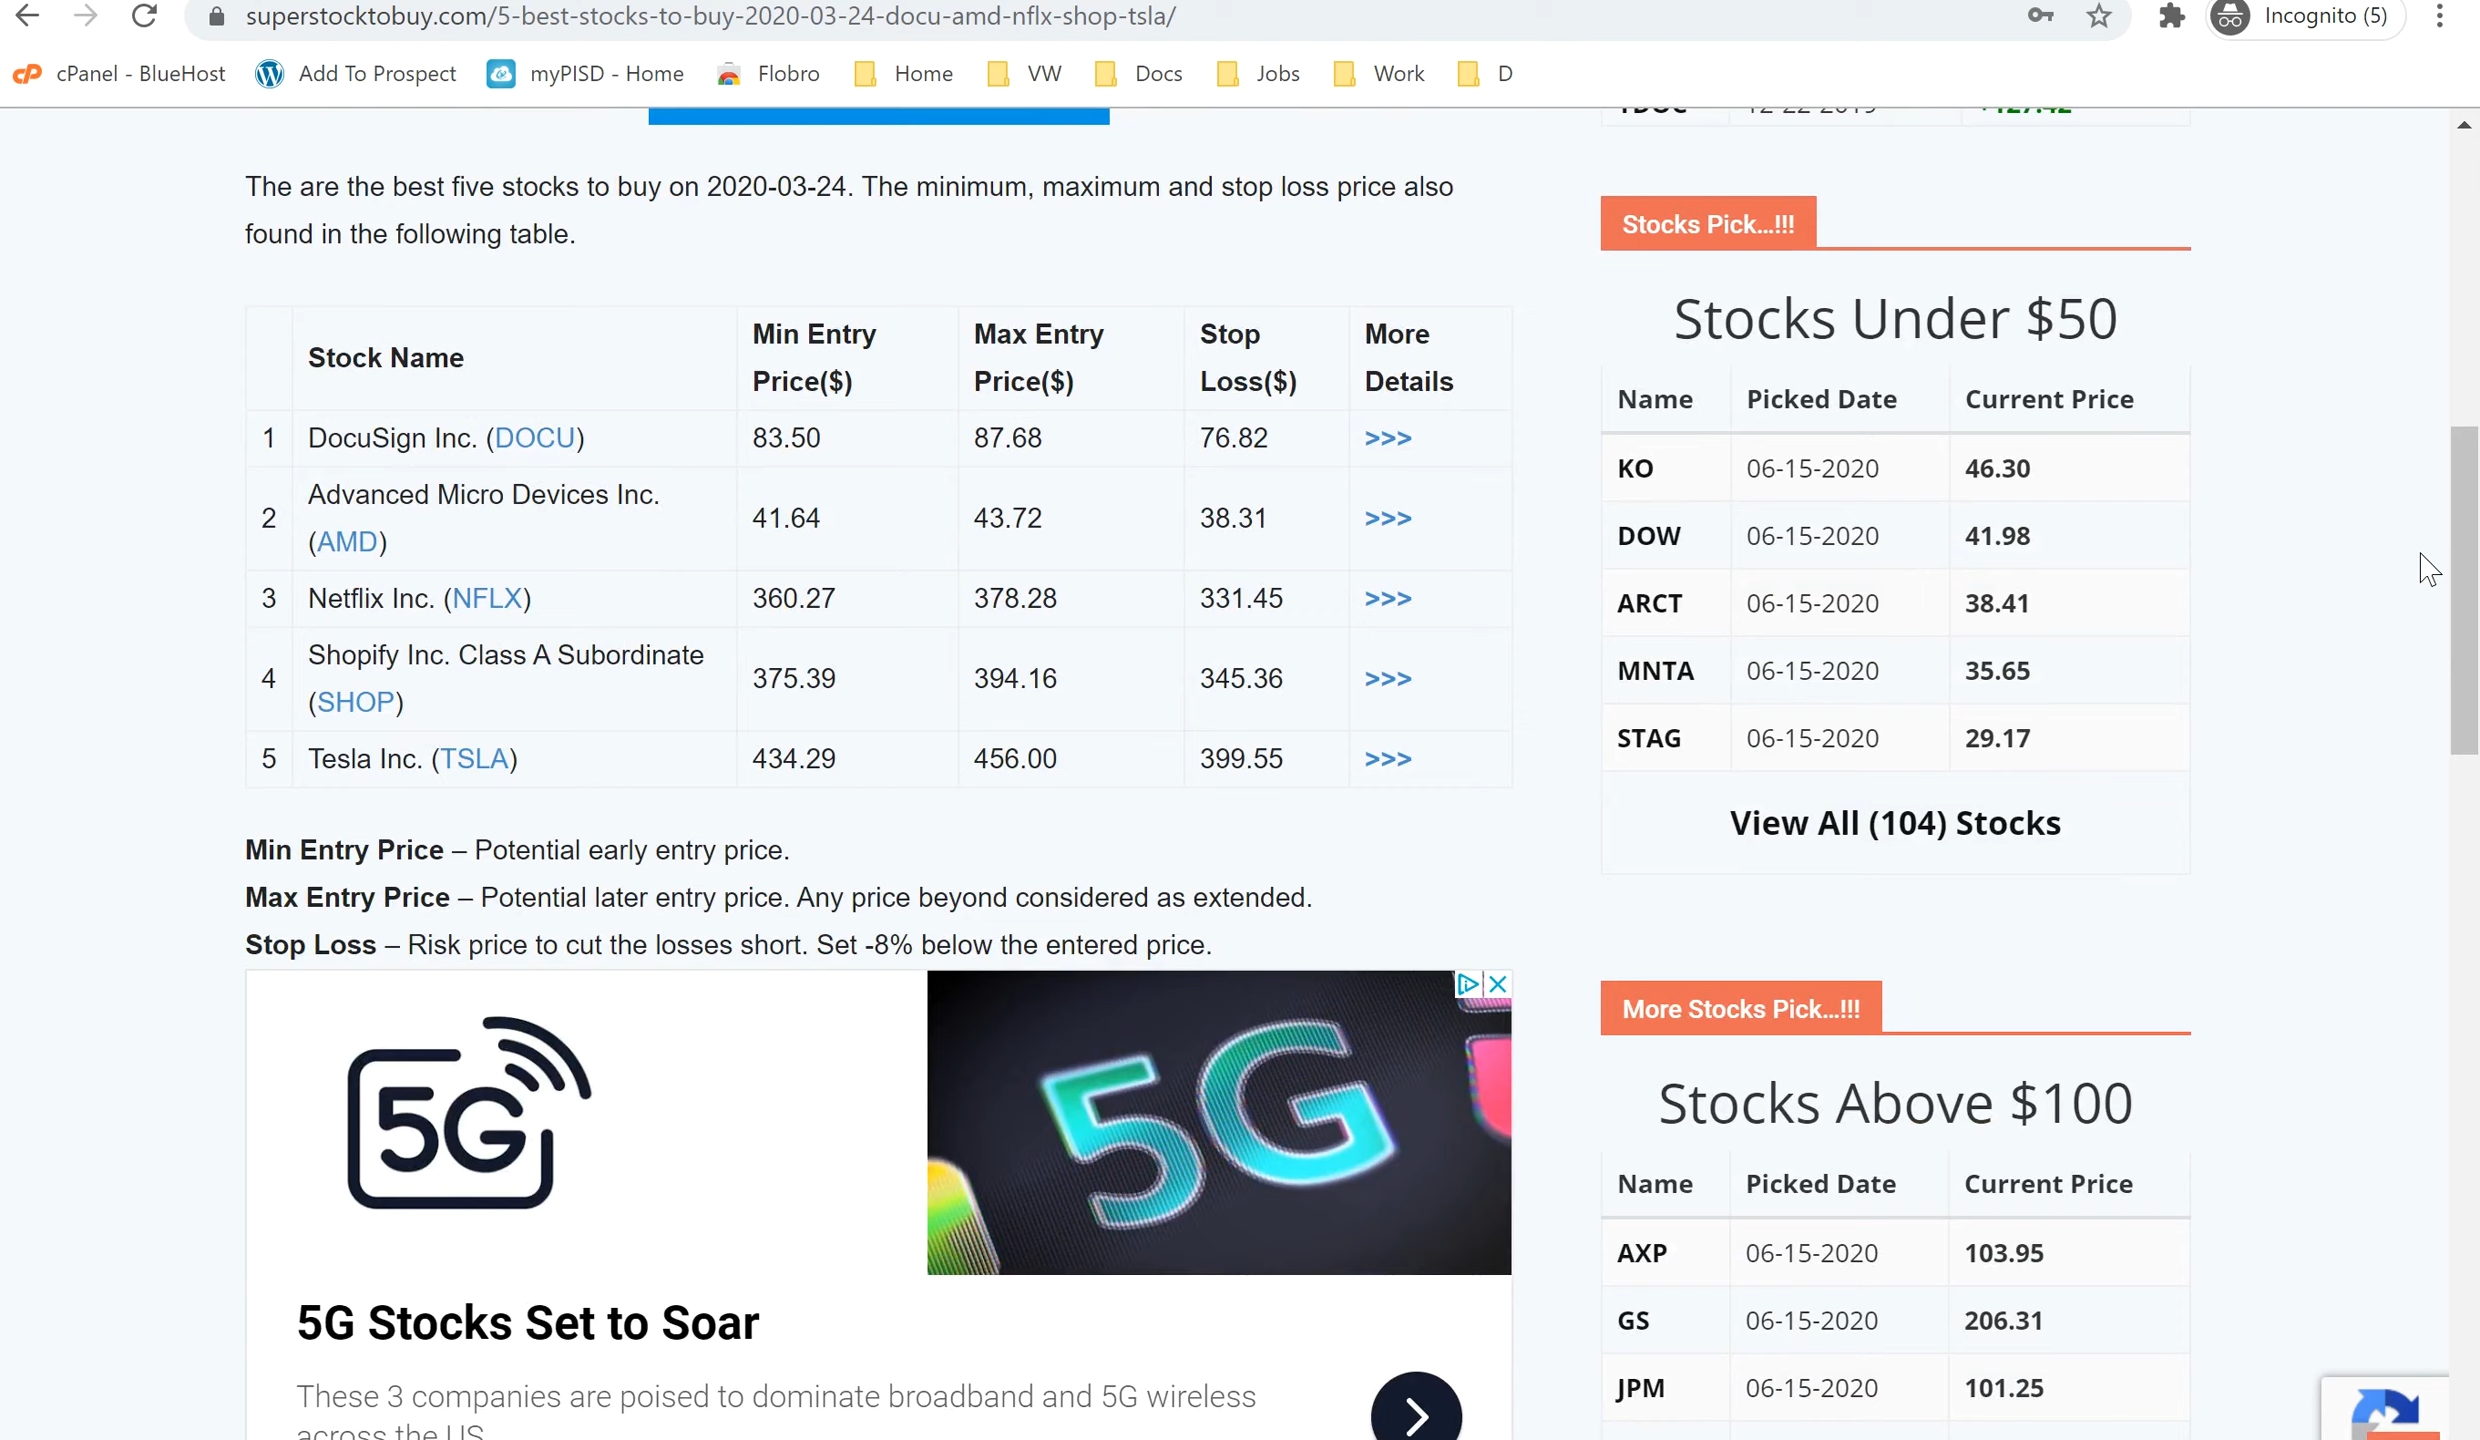 superstocktobuy.com/5-best-stocks-to-buy-2020-03-24-docu-amd-nflx-shop-tsla/
Incognito (5)
cPanel - BlueHost
Add To Prospect
myPISD - Home
Flobro
Home
VW
Docs
Jobs
Work
D
The are the best five stocks to buy on 2020-03-24. The minimum, maximum and stop loss price also
found in the following table.
Stock Name
Min Entry
Price($)
Max Entry
Price($)
Stop
Loss($)
More
Details
1 DocuSign Inc. (DOCU) 83.50 87.68 76.82 >>>
2 Advanced Micro Devices Inc.
(AMD) 41.64 43.72 38.31 >>>
3 Netflix Inc. (NFLX) 360.27 378.28 331.45 >>>
4 Shopify Inc. Class A Subordinate
(SHOP) 375.39 394.16 345.36 >>>
5 Tesla Inc. (TSLA) 434.29 456.00 399.55 >>>
Min Entry Price – Potential early entry price.
Max Entry Price – Potential later entry price. Any price beyond considered as extended.
Stop Loss – Risk price to cut the losses short. Set -8% below the entered price.
5G
5G
5G Stocks Set to Soar
These 3 companies are poised to dominate broadband and 5G wireless
across the US
Stocks Pick...!!!
Stocks Under $50
Name Picked Date Current Price
KO 06-15-2020 46.30
DOW 06-15-2020 41.98
ARCT 06-15-2020 38.41
MNTA 06-15-2020 35.65
STAG 06-15-2020 29.17
View All (104) Stocks
More Stocks Pick...!!!
Stocks Above $100
Name Picked Date Current Price
AXP 06-15-2020 103.95
GS 06-15-2020 206.31
JPM 06-15-2020 101.25